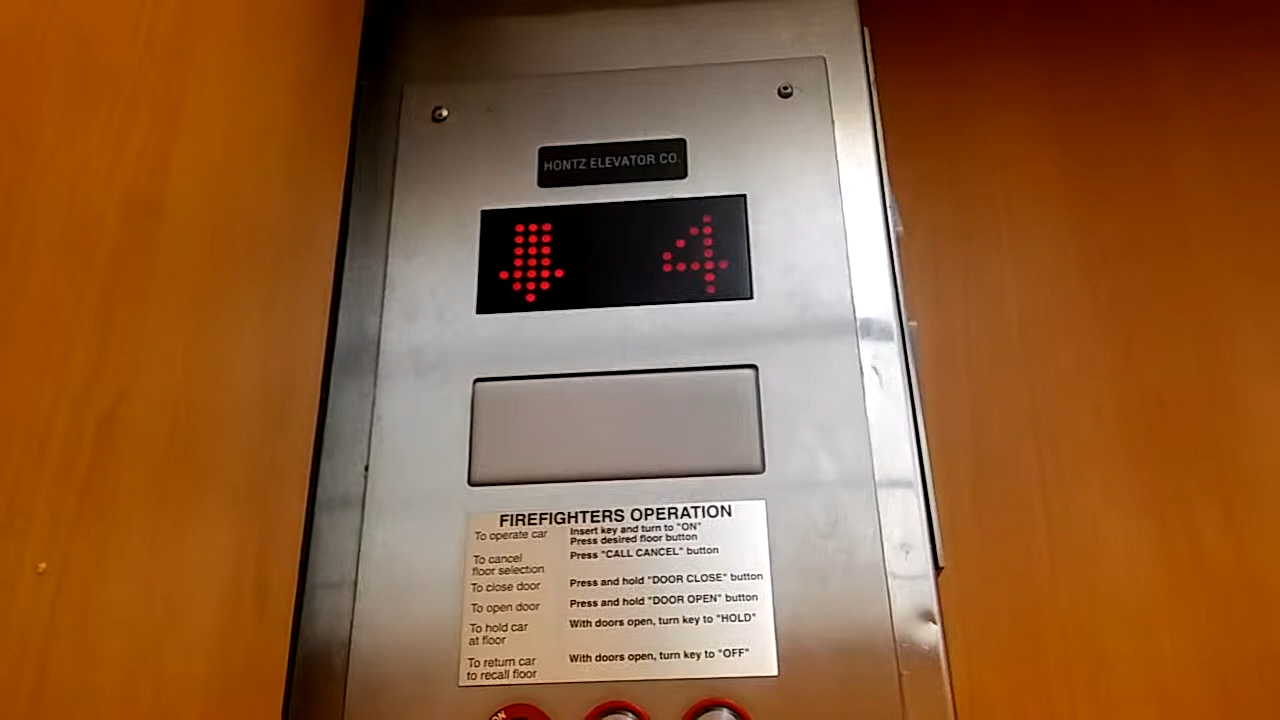 HONTZ ELEVATOR CO.
4
FIREFIGHTERS OPERATION
To operate car Insert key and turn to "ON"
Press desired floor button
To cancel
floor selection Press "CALL CANCEL" button
To close door Press and hold "DOOR CLOSE" button
To open door Press and hold "DOOR OPEN" button
To hold car
at floor With doors open, turn key to "HOLD"
To return car
to recall floor With doors open, turn key to "OFF"
ON